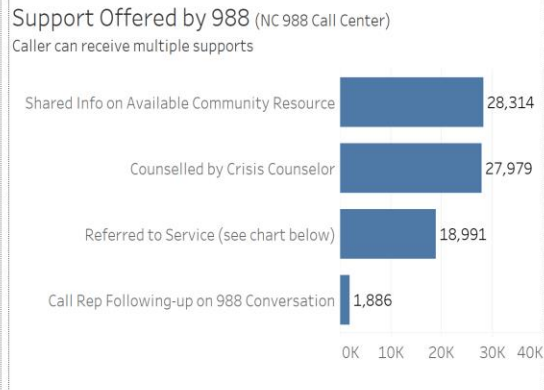 Support Offered by 988 (NC 988 Call Center)
Caller can receive multiple supports
Shared Info on Available Community Resource 28,314
Counselled by Crisis Counselor 27,979
Referred to Service (see chart below) 18,991
Call Rep Following-up on 988 Conversation 1,886
0K 10K 20K 30K 40K